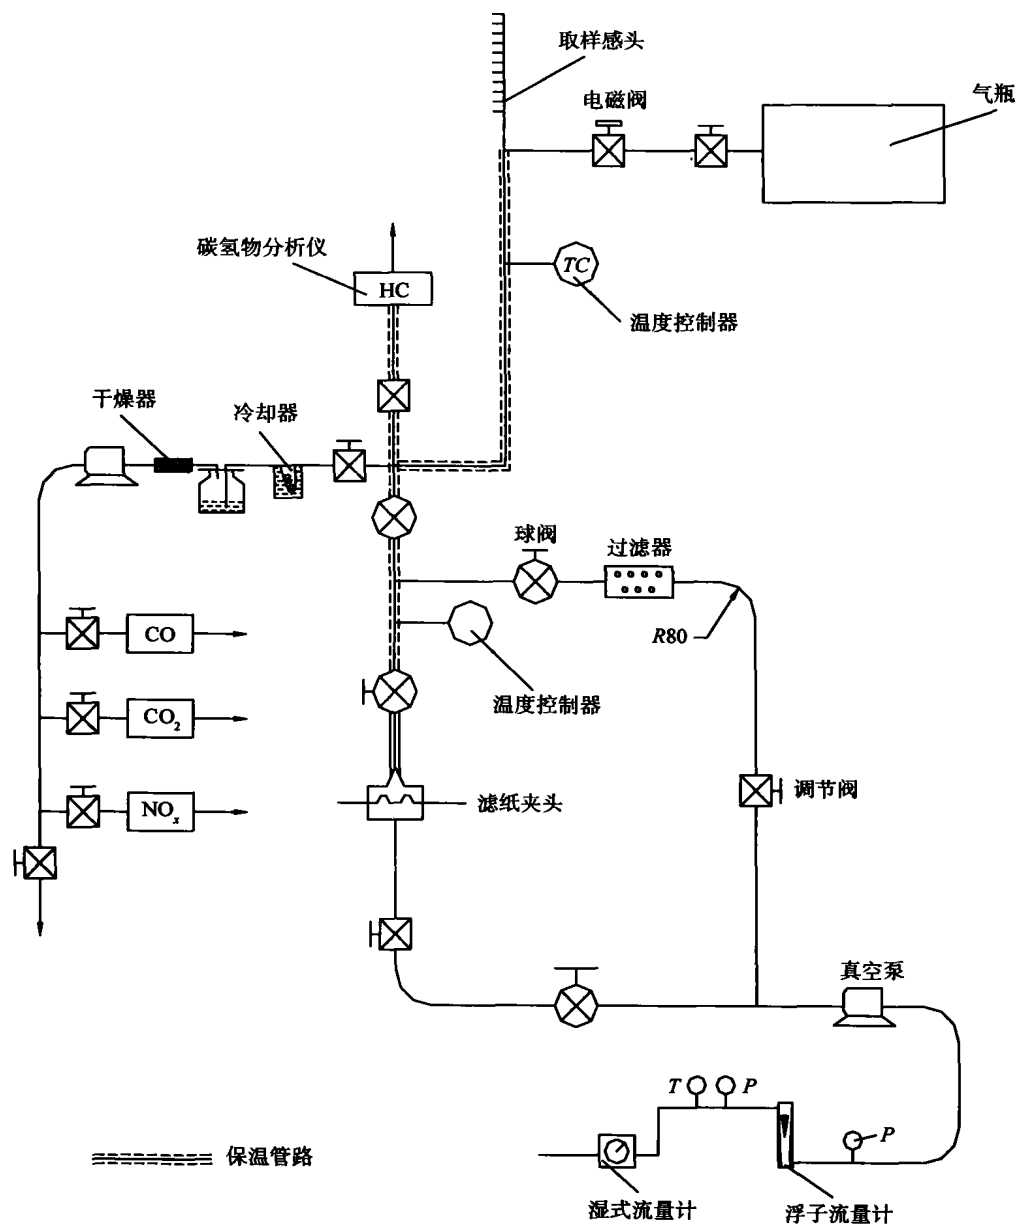 取样感头
电磁阀
气瓶
碳氢物分析仪
HC
TC
温度控制器
干燥器
冷却器
球阀
过滤器
R80
CO
温度控制器
CO₂
调节阀
NOₓ
滤纸夹头
真空泵
T
P
P
保温管路
湿式流量计
浮子流量计